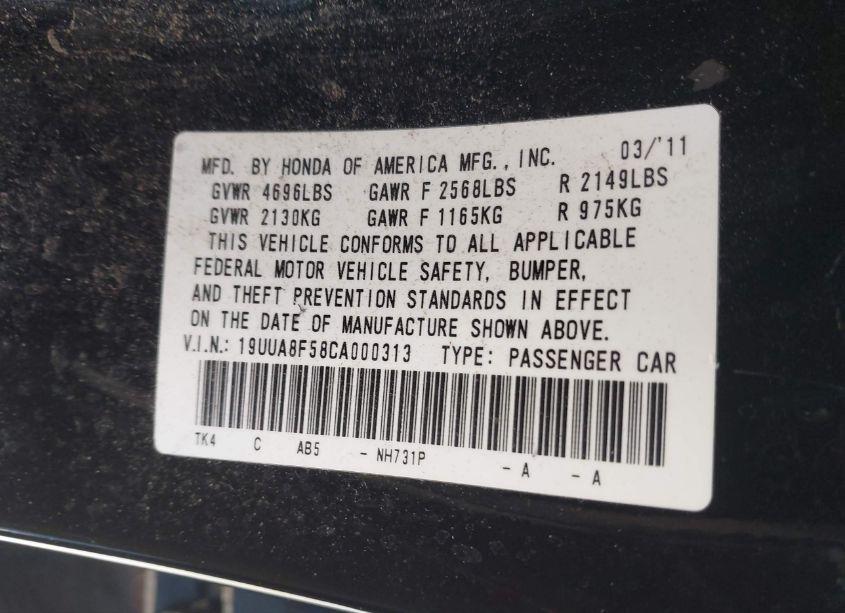 MFD. BY HONDA OF AMERICA MFG., INC. 03/'11
GVWR 4696LBS GAWR F 2568LBS R 2149LBS
GVWR 2130KG GAWR F 1165KG R 975KG
THIS VEHICLE CONFORMS TO ALL APPLICABLE
FEDERAL MOTOR VEHICLE SAFETY, BUMPER,
AND THEFT PREVENTION STANDARDS IN EFFECT
ON THE DATE OF MANUFACTURE SHOWN ABOVE.
V.I.N.: 19UUA8F58CA000313 TYPE: PASSENGER CAR
TK4 C AB5 - NH731P - A - A